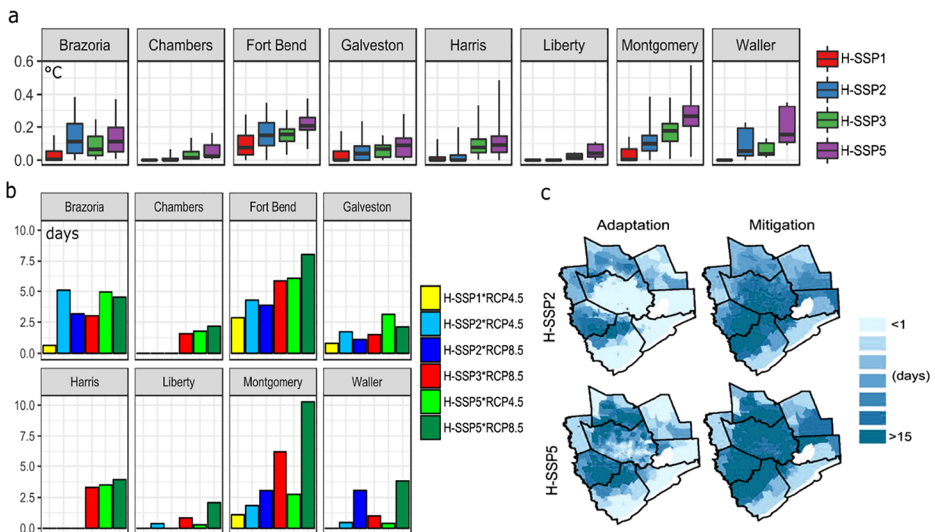 a
Brazoria Chambers Fort Bend Galveston Harris Liberty Montgomery Waller
0.6
°C
0.4
0.2
0.0
H-SSP1
H-SSP2
H-SSP3
H-SSP5
b
Brazoria Chambers Fort Bend Galveston
10.0
days
7.5
5.0
2.5
0.0
Harris Liberty Montgomery Waller
10.0
7.5
5.0
2.5
0.0
H-SSP1*RCP4.5
H-SSP2*RCP4.5
H-SSP2*RCP8.5
H-SSP3*RCP8.5
H-SSP5*RCP4.5
H-SSP5*RCP8.5
c
Adaptation Mitigation
H-SSP2
H-SSP5
<1
(days)
>15